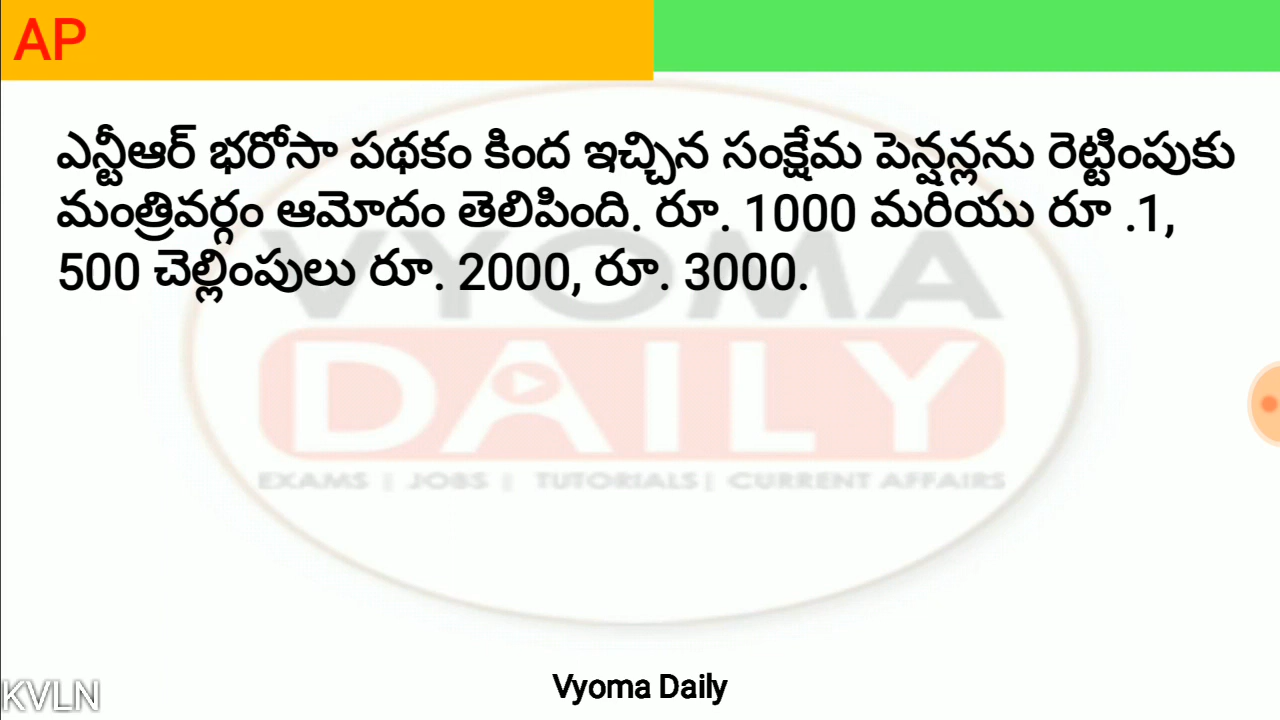 AP
ఎన్టీఆర్ భరోసా పథకం కింద ఇచ్చిన సంక్షేమ పెన్షన్లను రెట్టింపుకు
మంత్రివర్గం ఆమోదం తెలిపింది. రూ. 1000 మరియు రూ .1,
500 చెల్లింపులు రూ. 2000, రూ. 3000.
VYOMA
DAILY
EXAMS | JOBS | TUTORIALS | CURRENT AFFAIRS
Vyoma Daily
KVLN